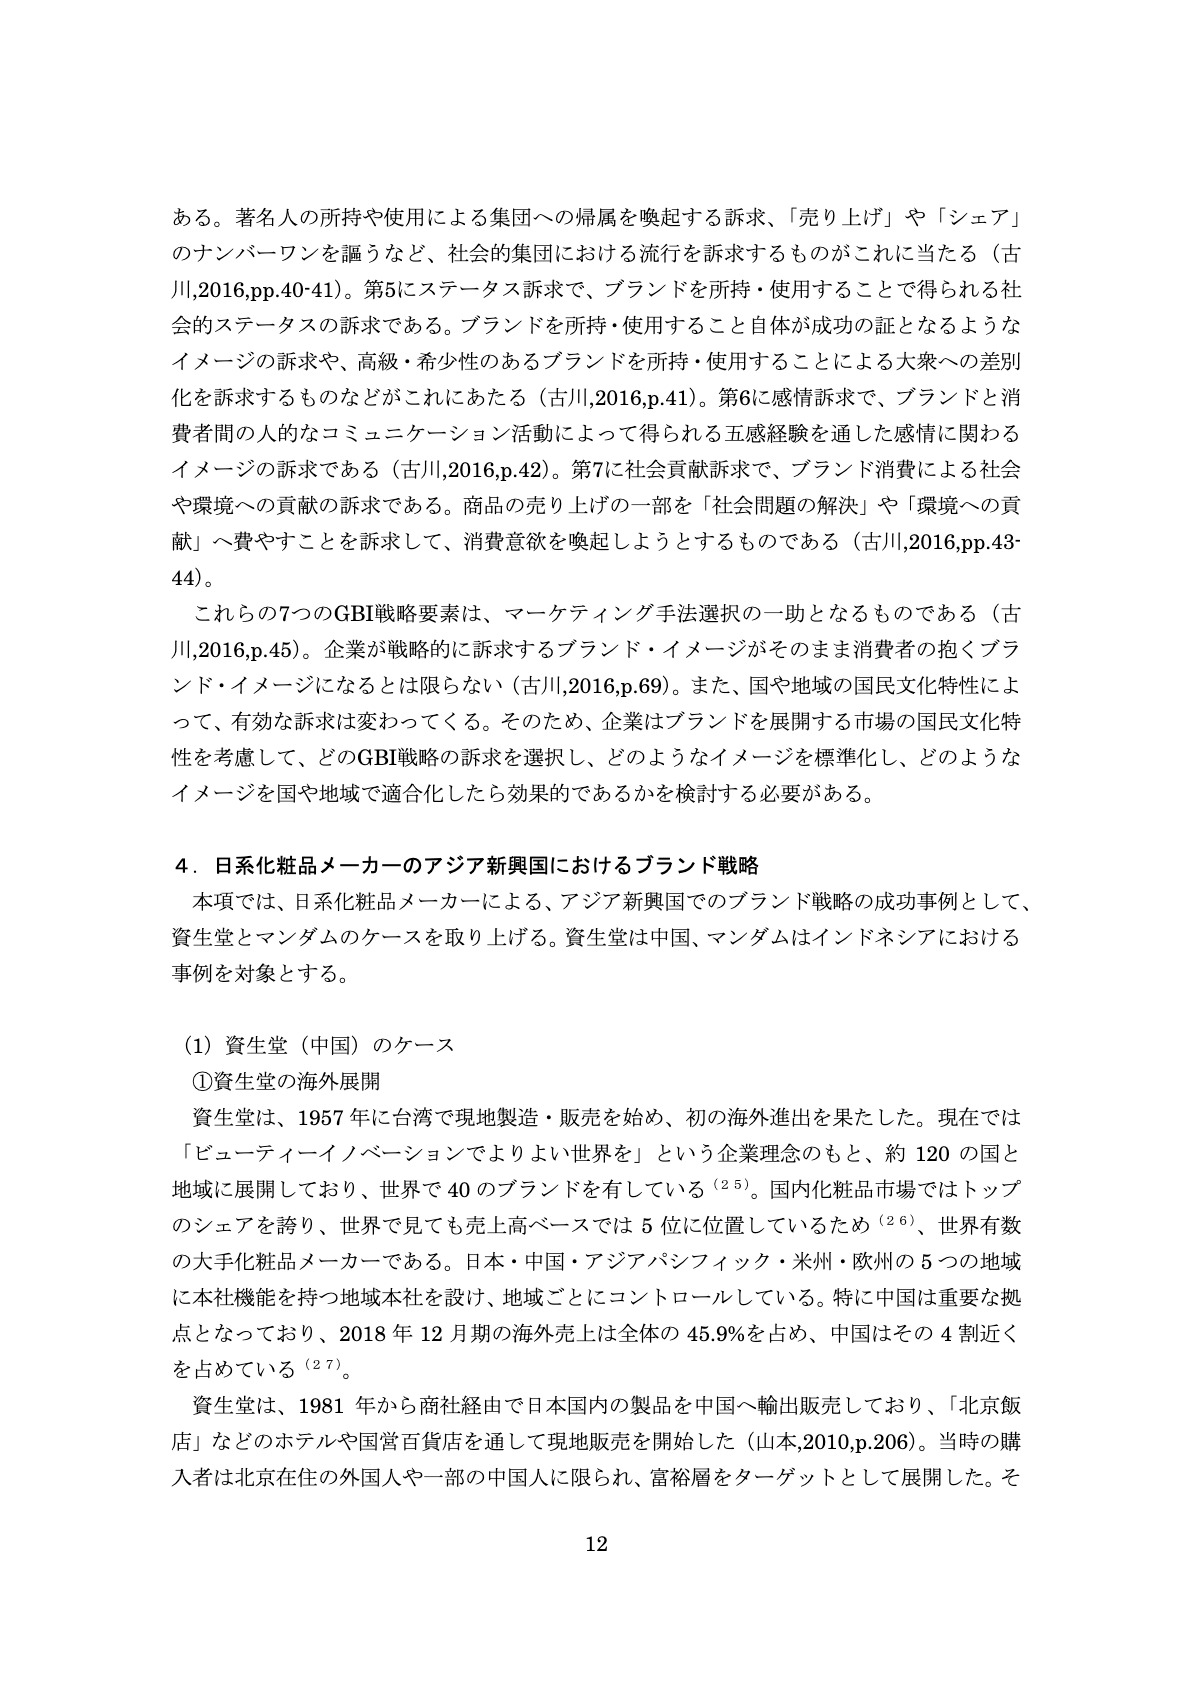 ある。著名人の所持や使用による集団への帰属を喚起する訴求、「売り上げ」や「シェア」
のナンバーワンを謳うなど、社会的集団における流行を訴求するものがこれに当たる（古
川,2016,pp.40-41）。第5にステータス訴求で、ブランドを所持・使用することで得られる社
会的ステータスの訴求である。ブランドを所持・使用すること自体が成功の証となるような
イメージの訴求や、高級・希少性のあるブランドを所持・使用することによる大衆への差別
化を訴求するものなどがこれにあたる（古川,2016,p.41）。第6に感情訴求で、ブランドと消
費者間の人的なコミュニケーション活動によって得られる五感経験を通した感情に関わる
イメージの訴求である（古川,2016,p.42）。第7に社会貢献訴求で、ブランド消費による社会
や環境への貢献の訴求である。商品の売り上げの一部を「社会問題の解決」や「環境への貢
献」へ費やすことを訴求して、消費意欲を喚起しようとするものである（古川,2016,pp.43-
44）。
これらの7つのGBI戦略要素は、マーケティング手法選択の一助となるものである（古
川,2016,p.45）。企業が戦略的に訴求するブランド・イメージがそのまま消費者の抱くブラ
ンド・イメージになるとは限らない（古川,2016,p.69）。また、国や地域の国民文化特性によ
って、有効な訴求は変わってくる。そのため、企業はブランドを展開する市場の国民文化特
性を考慮して、どのGBI戦略の訴求を選択し、どのようなイメージを標準化し、どのような
イメージを国や地域で適合化したら効果的であるかを検討する必要がある。
４．日系化粧品メーカーのアジア新興国におけるブランド戦略
本項では、日系化粧品メーカーによる、アジア新興国でのブランド戦略の成功事例として、
資生堂とマンダムのケースを取り上げる。資生堂は中国、マンダムはインドネシアにおける
事例を対象とする。
（1）資生堂（中国）のケース
①資生堂の海外展開
資生堂は、1957 年に台湾で現地製造・販売を始め、初の海外進出を果たした。現在では
「ビューティーイノベーションでよりよい世界を」という企業理念のもと、約 120 の国と
地域に展開しており、世界で 40 のブランドを有している（25）。国内化粧品市場ではトップ
のシェアを誇り、世界で見ても売上高ベースでは 5 位に位置しているため（26）、世界有数
の大手化粧品メーカーである。日本・中国・アジアパシフィック・米州・欧州の 5 つの地域
に本社機能を持つ地域本社を設け、地域ごとにコントロールしている。特に中国は重要な拠
点となっており、2018 年 12 月期の海外売上は全体の 45.9%を占め、中国はその 4 割近く
を占めている（27）。
資生堂は、1981 年から商社経由で日本国内の製品を中国へ輸出販売しており、「北京飯
店」などのホテルや国営百貨店を通して現地販売を開始した（山本,2010,p.206）。当時の購
入者は北京在住の外国人や一部の中国人に限られ、富裕層をターゲットとして展開した。そ
12